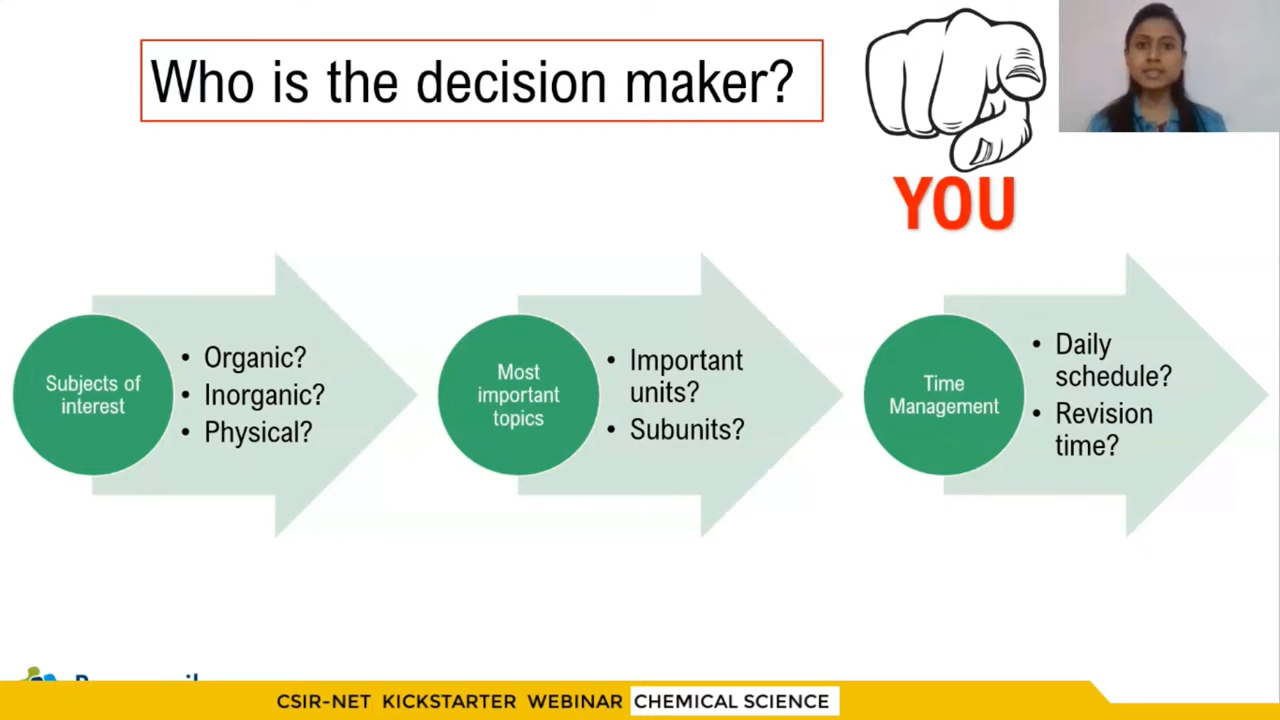 Who is the decision maker?
YOU
Subjects of
interest
• Organic?
• Inorganic?
• Physical?
Most
important
topics
• Important
units?
• Subunits?
Time
Management
• Daily
schedule?
• Revision
time?
CSIR-NET KICKSTARTER WEBINAR CHEMICAL SCIENCE